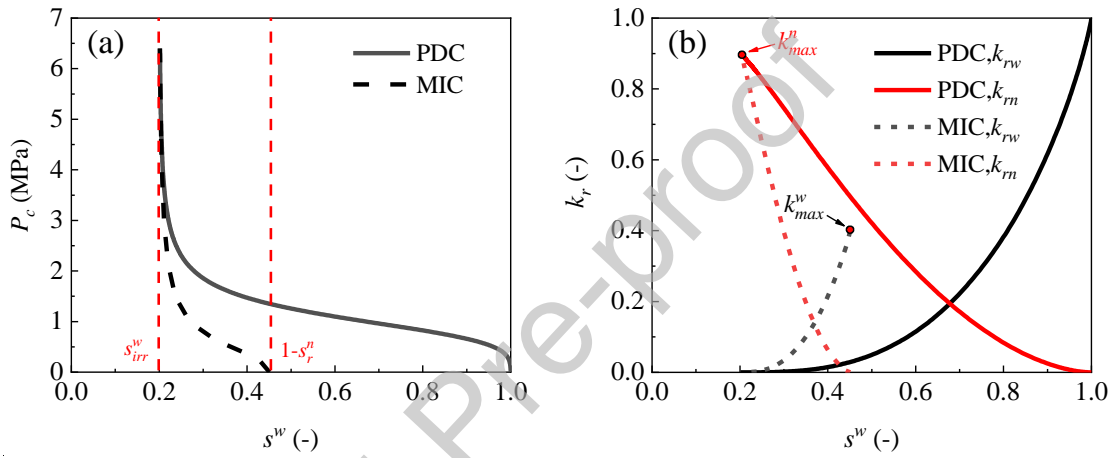 7
6
5
4
3
2
1
0
P_c (MPa)
(a)
PDC
MIC
s^w_irr
1-s^n_r
0.0 0.2 0.4 0.6 0.8 1.0
s^w (-)
1.0
0.8
0.6
0.4
0.2
0.0
k_r (-)
(b)
k^n_max
PDC,k_rw
PDC,k_rn
MIC,k_rw
MIC,k_rn
k^w_max
0.0 0.2 0.4 0.6 0.8 1.0
s^w (-)
Pre-proof